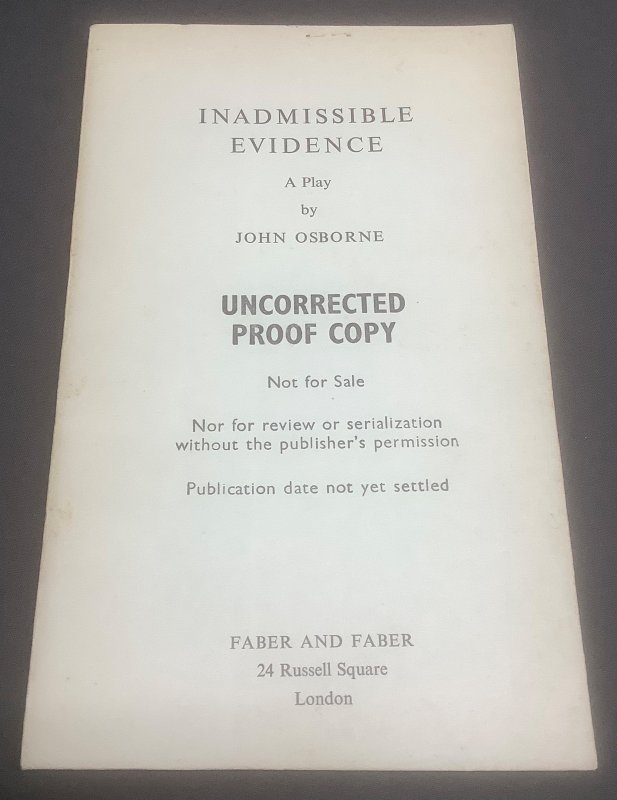 INADMISSIBLE
EVIDENCE
A Play
by
JOHN OSBORNE
UNCORRECTED
PROOF COPY
Not for Sale
Nor for review or serialization
without the publisher's permission
Publication date not yet settled
FABER AND FABER
24 Russell Square
London